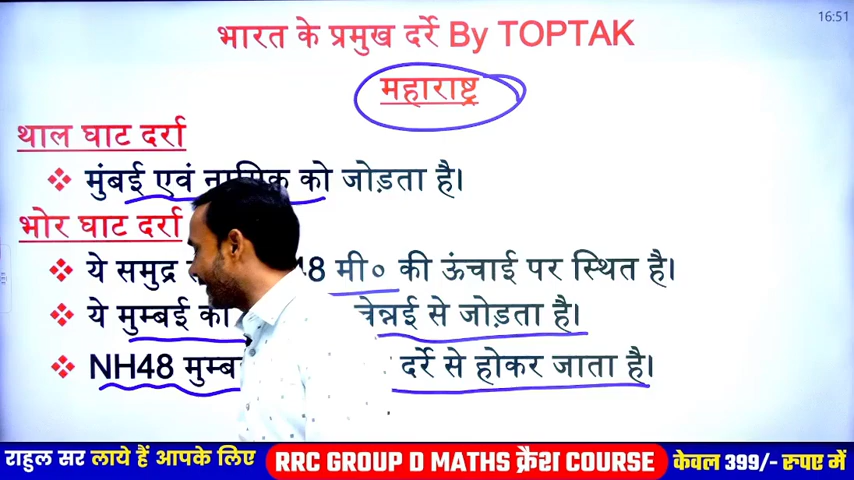 16:51
भारत के प्रमुख दर्रे By TOPTAK
महाराष्ट्र
थाल घाट दर्रा
❖ मुंबई एवं नासिक को जोड़ता है।
भोर घाट दर्रा
❖ ये समुद्र 48 मी० की ऊंचाई पर स्थित है।
❖ ये मुम्बई को चेन्नई से जोड़ता है।
❖ NH48 दर्रे से होकर जाता है।
राहुल सर लाये हैं आपके लिए RRC GROUP D MATHS क्रैश COURSE केवल 399/- रुपए में